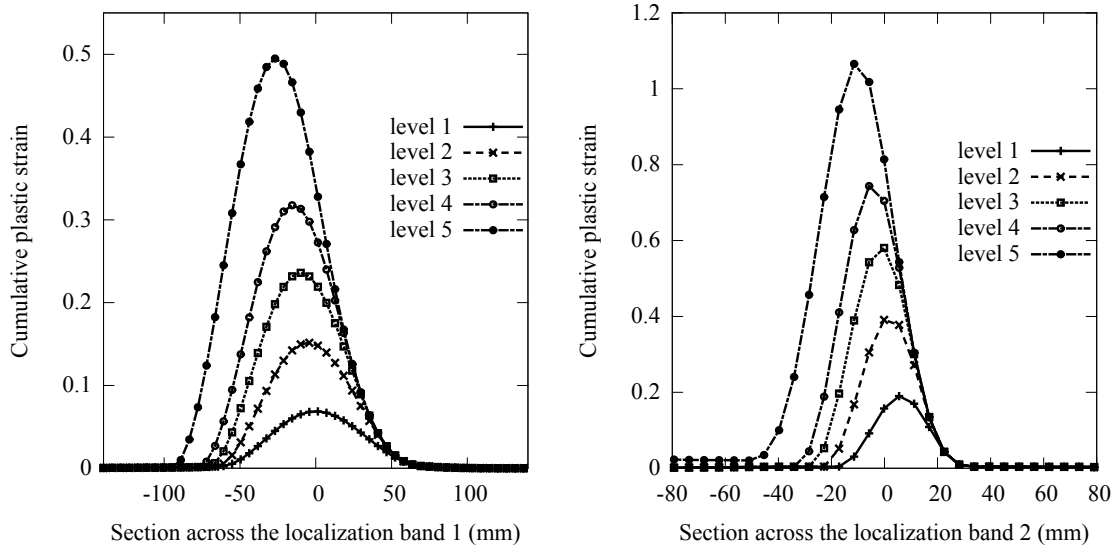 0.5
0.4
0.3
0.2
0.1
0
-100
-50
0
50
100
Cumulative plastic strain
Section across the localization band 1 (mm)
level 1
level 2
level 3
level 4
level 5
1.2
1
0.8
0.6
0.4
0.2
0
-80
-60
-40
-20
0
20
40
60
80
Cumulative plastic strain
Section across the localization band 2 (mm)
level 1
level 2
level 3
level 4
level 5